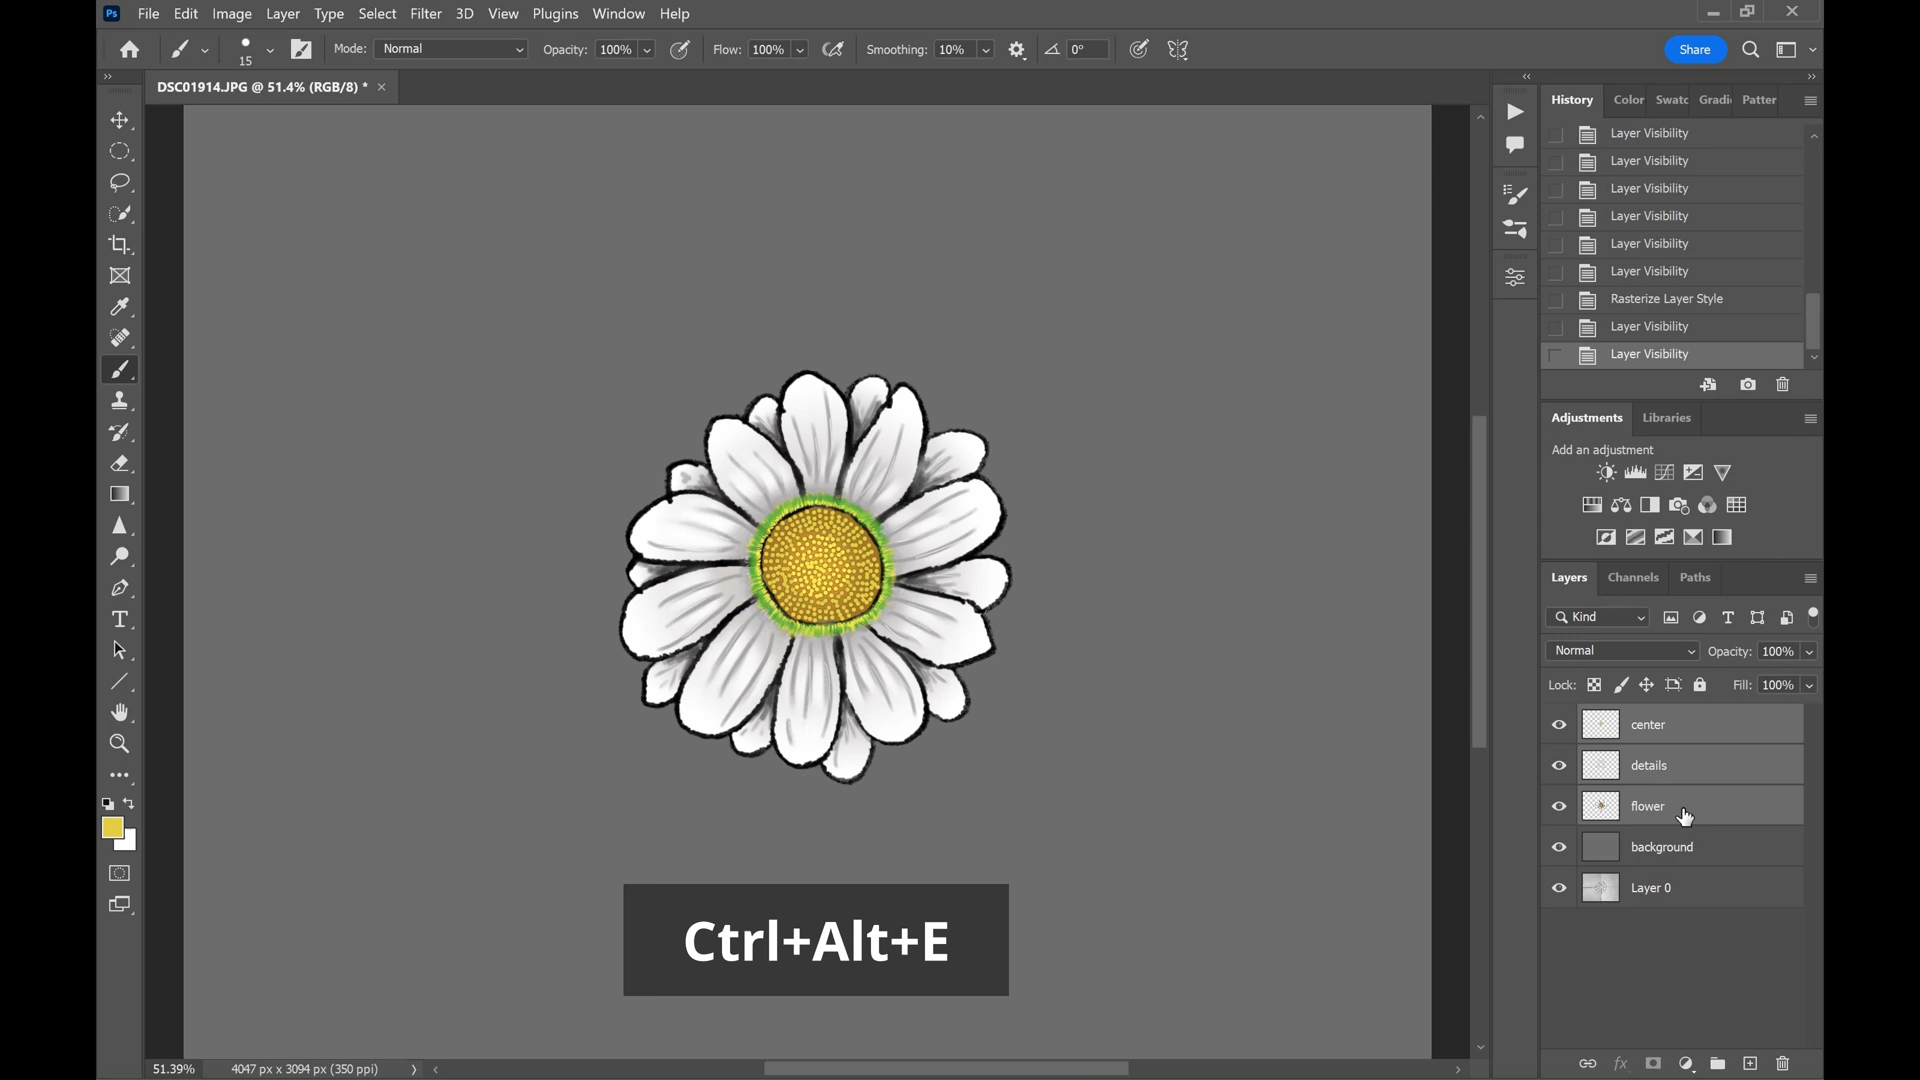 Ps File Edit Image Layer Type Select Filter 3D View Plugins Window Help
15 Mode: Normal Opacity: 100% Flow: 100% Smoothing: 10% 0° Share
DSC01914.JPG @ 51.4% (RGB/8) *
History Color Swatc Gradi Patter
Layer Visibility
Layer Visibility
Layer Visibility
Layer Visibility
Layer Visibility
Layer Visibility
Rasterize Layer Style
Layer Visibility
Layer Visibility
Adjustments Libraries
Add an adjustment
Layers Channels Paths
Kind
Normal Opacity: 100%
Lock: Fill: 100%
center
details
flower
background
Layer 0
Ctrl+Alt+E
51.39% 4047 px x 3094 px (350 ppi)